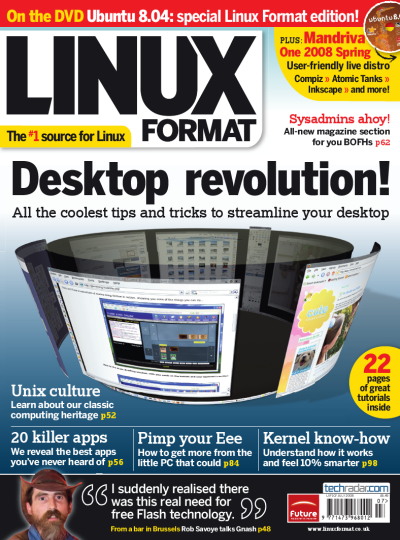 On the DVD Ubuntu 8.04: special Linux Format edition!
PLUS: Mandriva
One 2008 Spring
User-friendly live distro
Compiz » Atomic Tanks »
Inkscape » and more!
ubuntu 8.
LINUX
FORMAT
The #1 source for Linux
Sysadmins ahoy!
All-new magazine section
for you BOFHs p62
Desktop revolution!
All the coolest tips and tricks to streamline your desktop
22
pages
of great
tutorials
inside
Unix culture
Learn about our classic
computing heritage p52
20 killer apps
We reveal the best apps
you've never heard of p56
Pimp your Eee
How to get more from the
little PC that could p84
Kernel know-how
Understand how it works
and feel 10% smarter p98
“I suddenly realised there
was this real need for
free Flash technology.”
From a bar in Brussels Rob Savoye talks Gnash p48
Future
techradar.com
07
9 771473 968012
www.linuxformat.co.uk